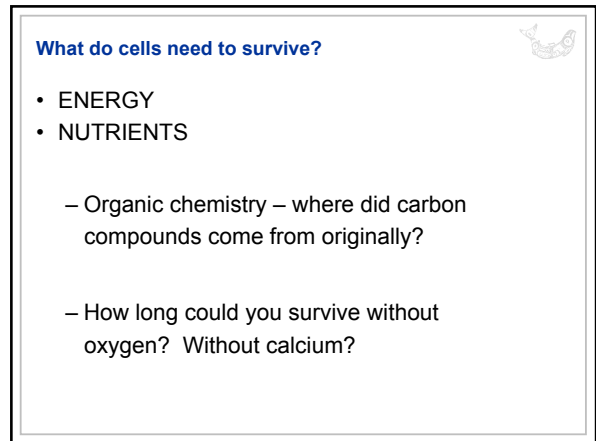 What do cells need to survive?
• ENERGY
• NUTRIENTS
– Organic chemistry – where did carbon
compounds come from originally?
– How long could you survive without
oxygen?  Without calcium?